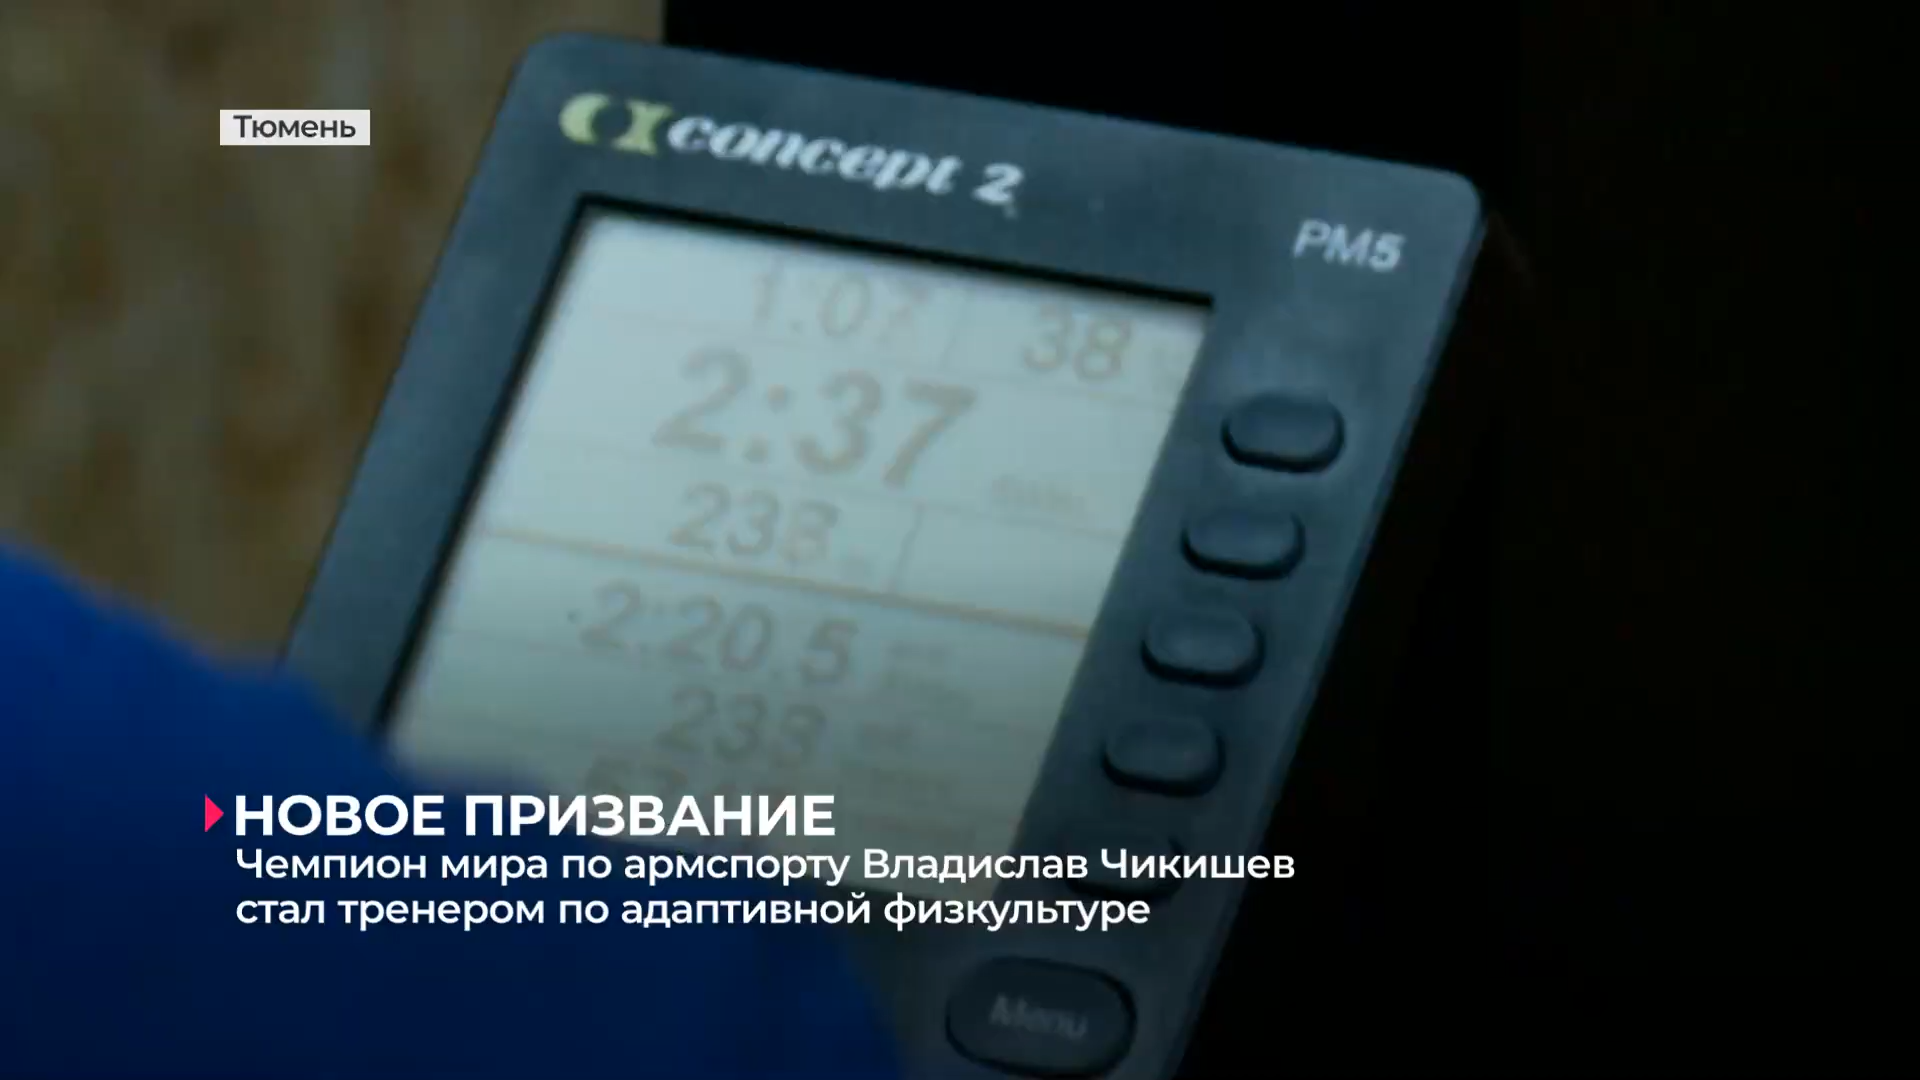 Тюмень
concept 2
PM5
1:07 38
2:37
238
2:20.5
233
Menu
НОВОЕ ПРИЗВАНИЕ
Чемпион мира по армспорту Владислав Чикишев
стал тренером по адаптивной физкультуре